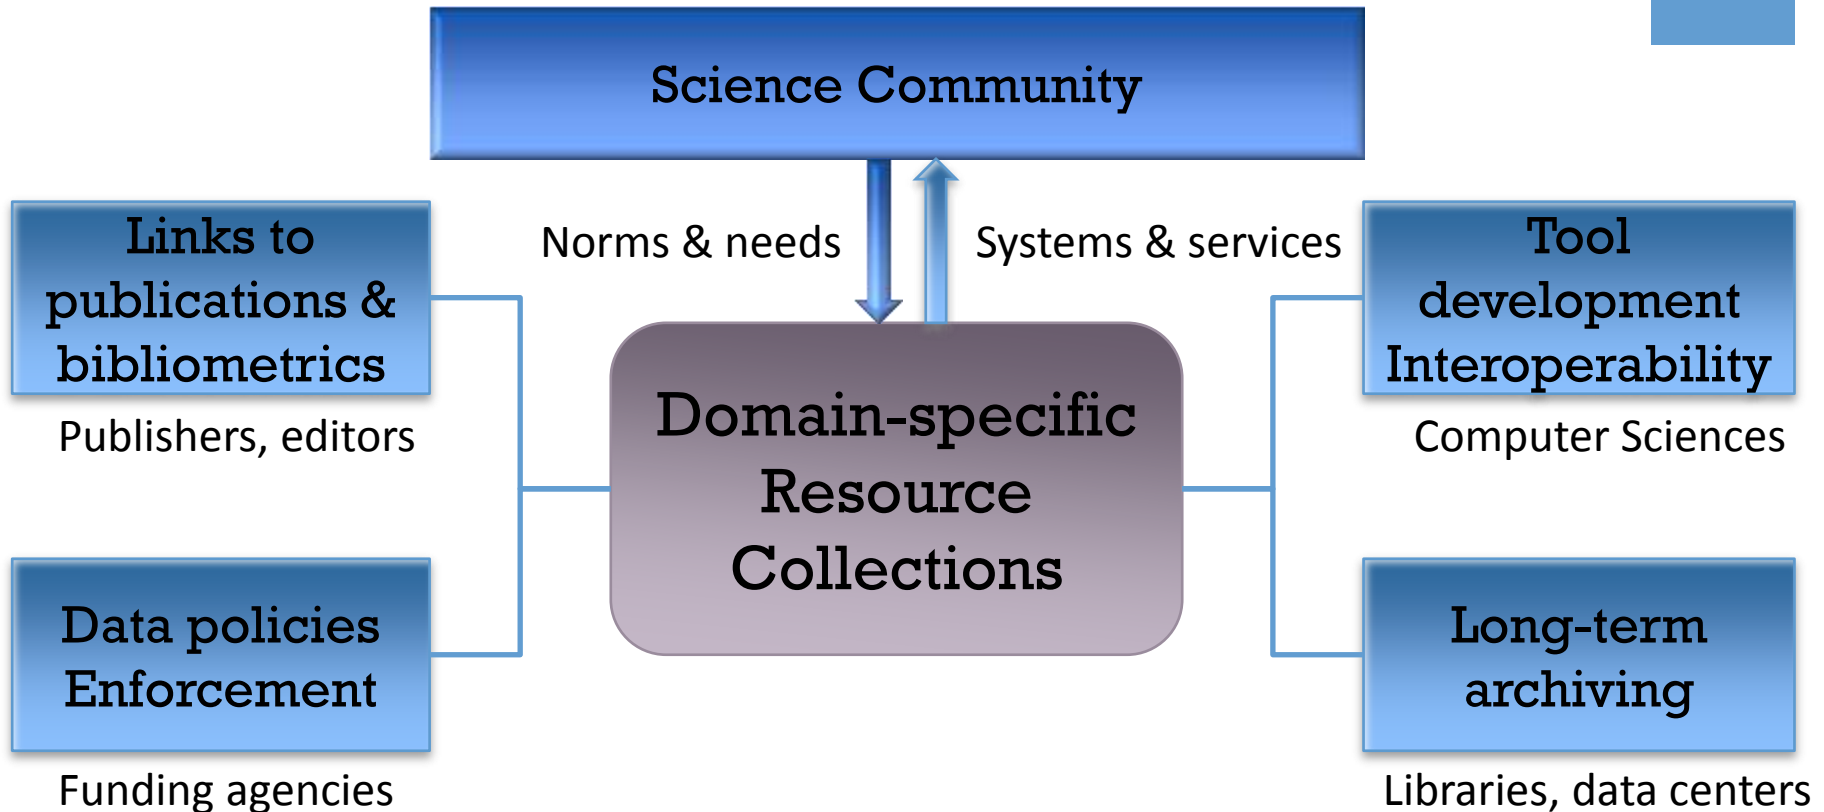 Science Community
Norms & needs
Systems & services
Links to
publications &
bibliometrics
Publishers, editors
Tool
development
Interoperability
Computer Sciences
Domain-specific
Resource
Collections
Data policies
Enforcement
Funding agencies
Long-term
archiving
Libraries, data centers